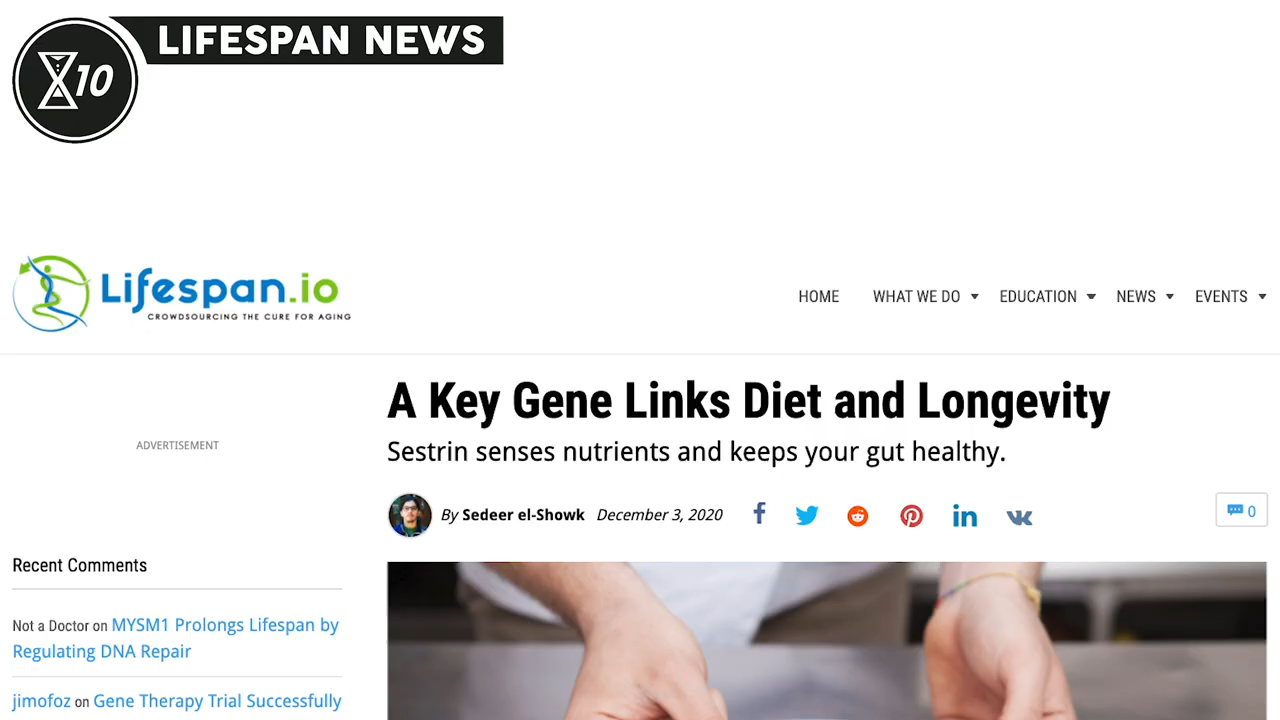 LIFESPAN NEWS
X10
Lifespan.io
CROWDSOURCING THE CURE FOR AGING
HOME WHAT WE DO EDUCATION NEWS EVENTS
A Key Gene Links Diet and Longevity
Sestrin senses nutrients and keeps your gut healthy.
ADVERTISEMENT
By Sedeer el-Showk December 3, 2020
0
Recent Comments
Not a Doctor on MYSM1 Prolongs Lifespan by
Regulating DNA Repair
jimofoz on Gene Therapy Trial Successfully